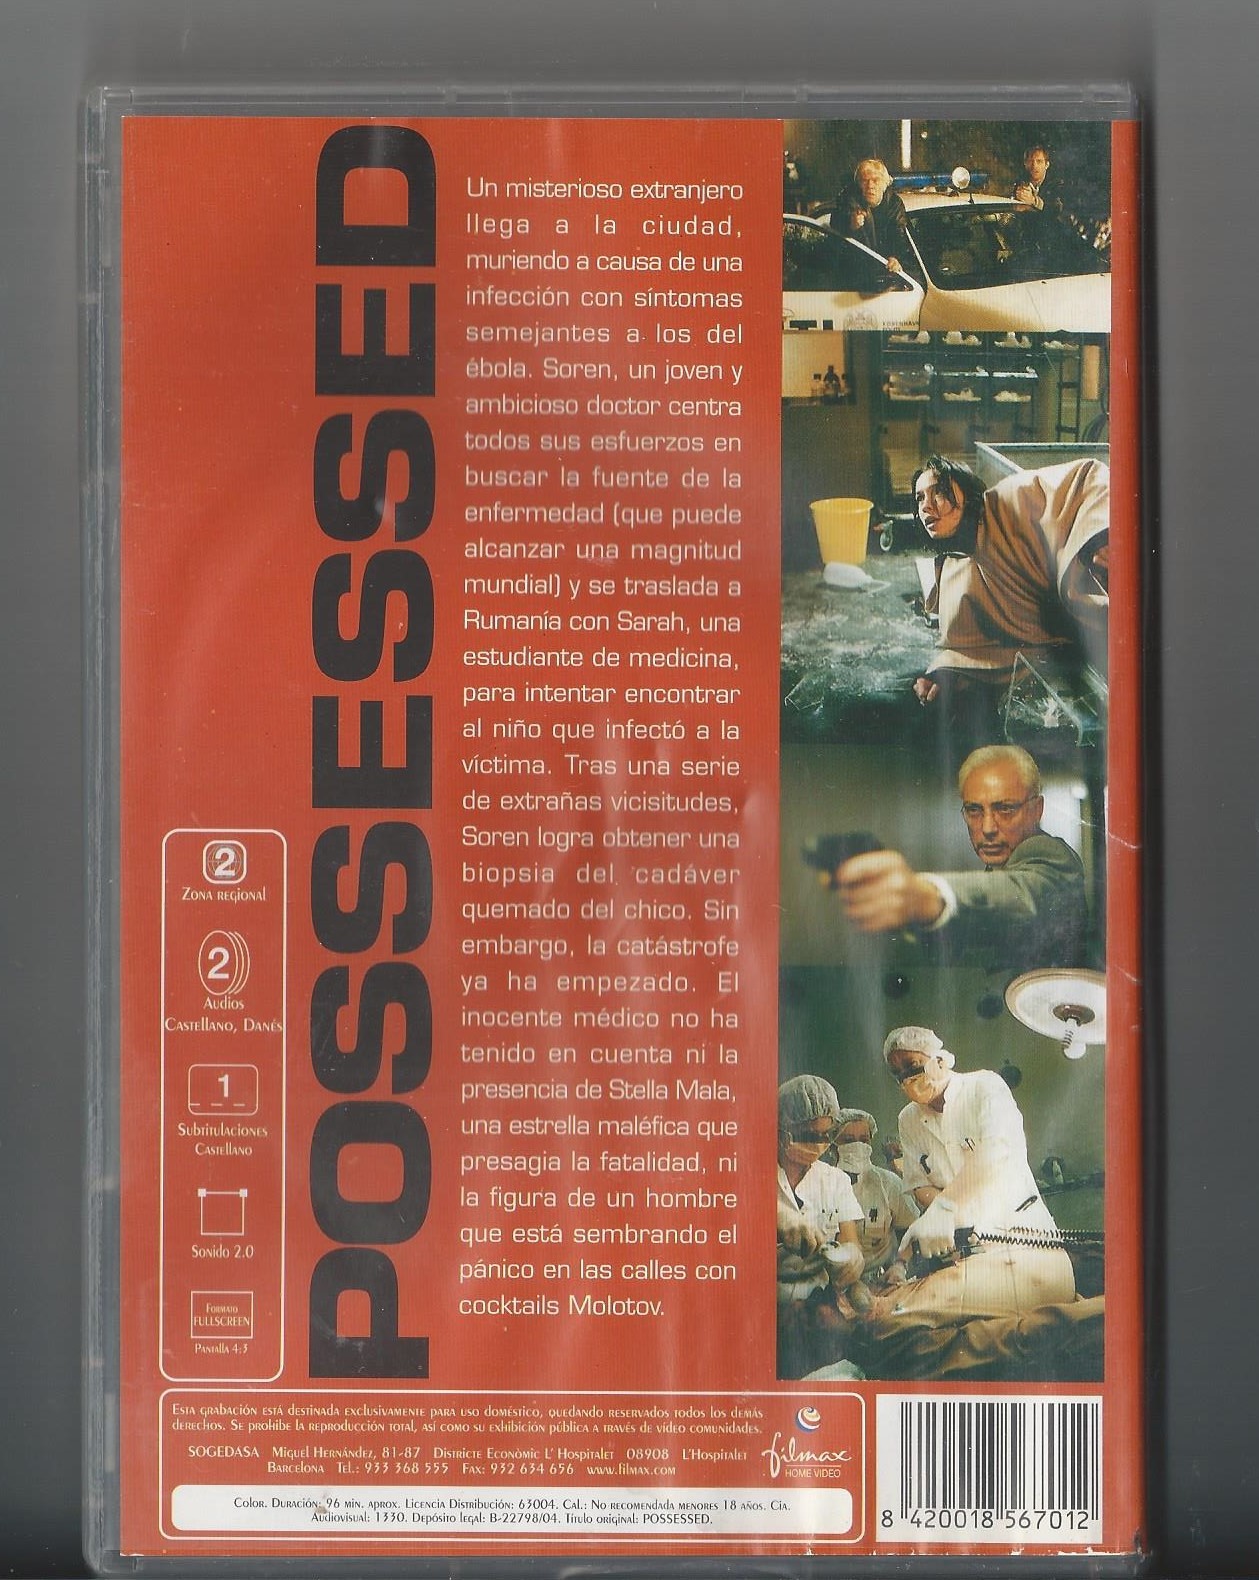 POSSESSED
Un misterioso extranjero
llega a la ciudad,
muriendo a causa de una
infección con síntomas
semejantes a los del
ébola. Soren, un joven y
ambicioso doctor centra
todos sus esfuerzos en
buscar la fuente de la
enfermedad (que puede
alcanzar una magnitud
mundial) y se traslada a
Rumanía con Sarah, una
estudiante de medicina,
para intentar encontrar
al niño que infectó a la
víctima. Tras una serie
de extrañas vicisitudes,
Soren logra obtener una
biopsia del cadáver
quemado del chico. Sin
embargo, la catástrofe
ya ha empezado. El
inocente médico no ha
tenido en cuenta ni la
presencia de Stella Mala,
una estrella maléfica que
presagia la fatalidad, ni
la figura de un hombre
que está sembrando el
pánico en las calles con
cocktails Molotov.
2
Zona regional
2
Audios
Castellano, Danés
1
Subtitulaciones
Castellano
Sonido 2.0
Formato
FULLSCREEN
Pantalla 4:3
Esta grabación está destinada exclusivamente para uso doméstico, quedando reservados todos los demás
derechos. Se prohíbe la reproducción total, así como su exhibición pública a través de vídeo comunidades.
SOGEDASA Miguel Hernández, 81-87 Districte Econòmic L' Hospitalet 08908 L'Hospitalet
Barcelona Tel.: 933 368 555 Fax: 932 634 656 www.filmax.com
filmax
HOME VIDEO
Color. Duración: 96 min. aprox. Licencia Distribución: 63004. Cal.: No recomendada menores 18 años. Cía.
Audiovisual: 1330. Depósito legal: B-22798/04. Título original: POSSESSED.
8 420018 567012